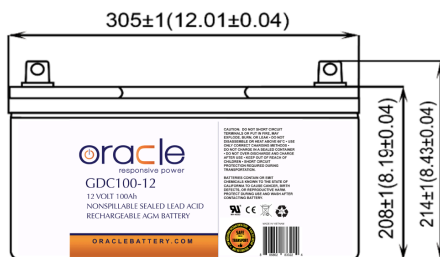 305±1(12.01±0.04)
oracle
responsive power
GDC100-12
12 VOLT 100Ah
NONSPILLABLE SEALED LEAD ACID
RECHARGEABLE AGM BATTERY
ORACLEBATTERY.COM
CAUTION: DO NOT SHORT CIRCUIT
TERMINALS OR PUT IN FIRE, MAY
EXPLODE, BURN, OR LEAK • DO NOT
DISASSEMBLE OR HEAT ABOVE 60°C • USE
ONLY CORRECT CHARGING METHODS •
DO NOT CHARGE IN A SEALED CONTAINER
• DO NOT OVER DISCHARGE AND CHARGE
AFTER USE • KEEP OUT OF REACH OF
CHILDREN • SHORT CIRCUIT
PROTECTION REQUIRED DURING
TRANSPORTATION.
BATTERIES CONTAIN OR EMIT
CHEMICALS KNOWN TO THE STATE OF
CALIFORNIA TO CAUSE CANCER, BIRTH
DEFECTS, OR REPRODUCTIVE HARM.
PROTECT DURING USE AND WASH AFTER
CONTACTING BATTERY.
CE
SAFE
TRANSPORT
208±1(8.19±0.04)
214±1(8.43±0.04)